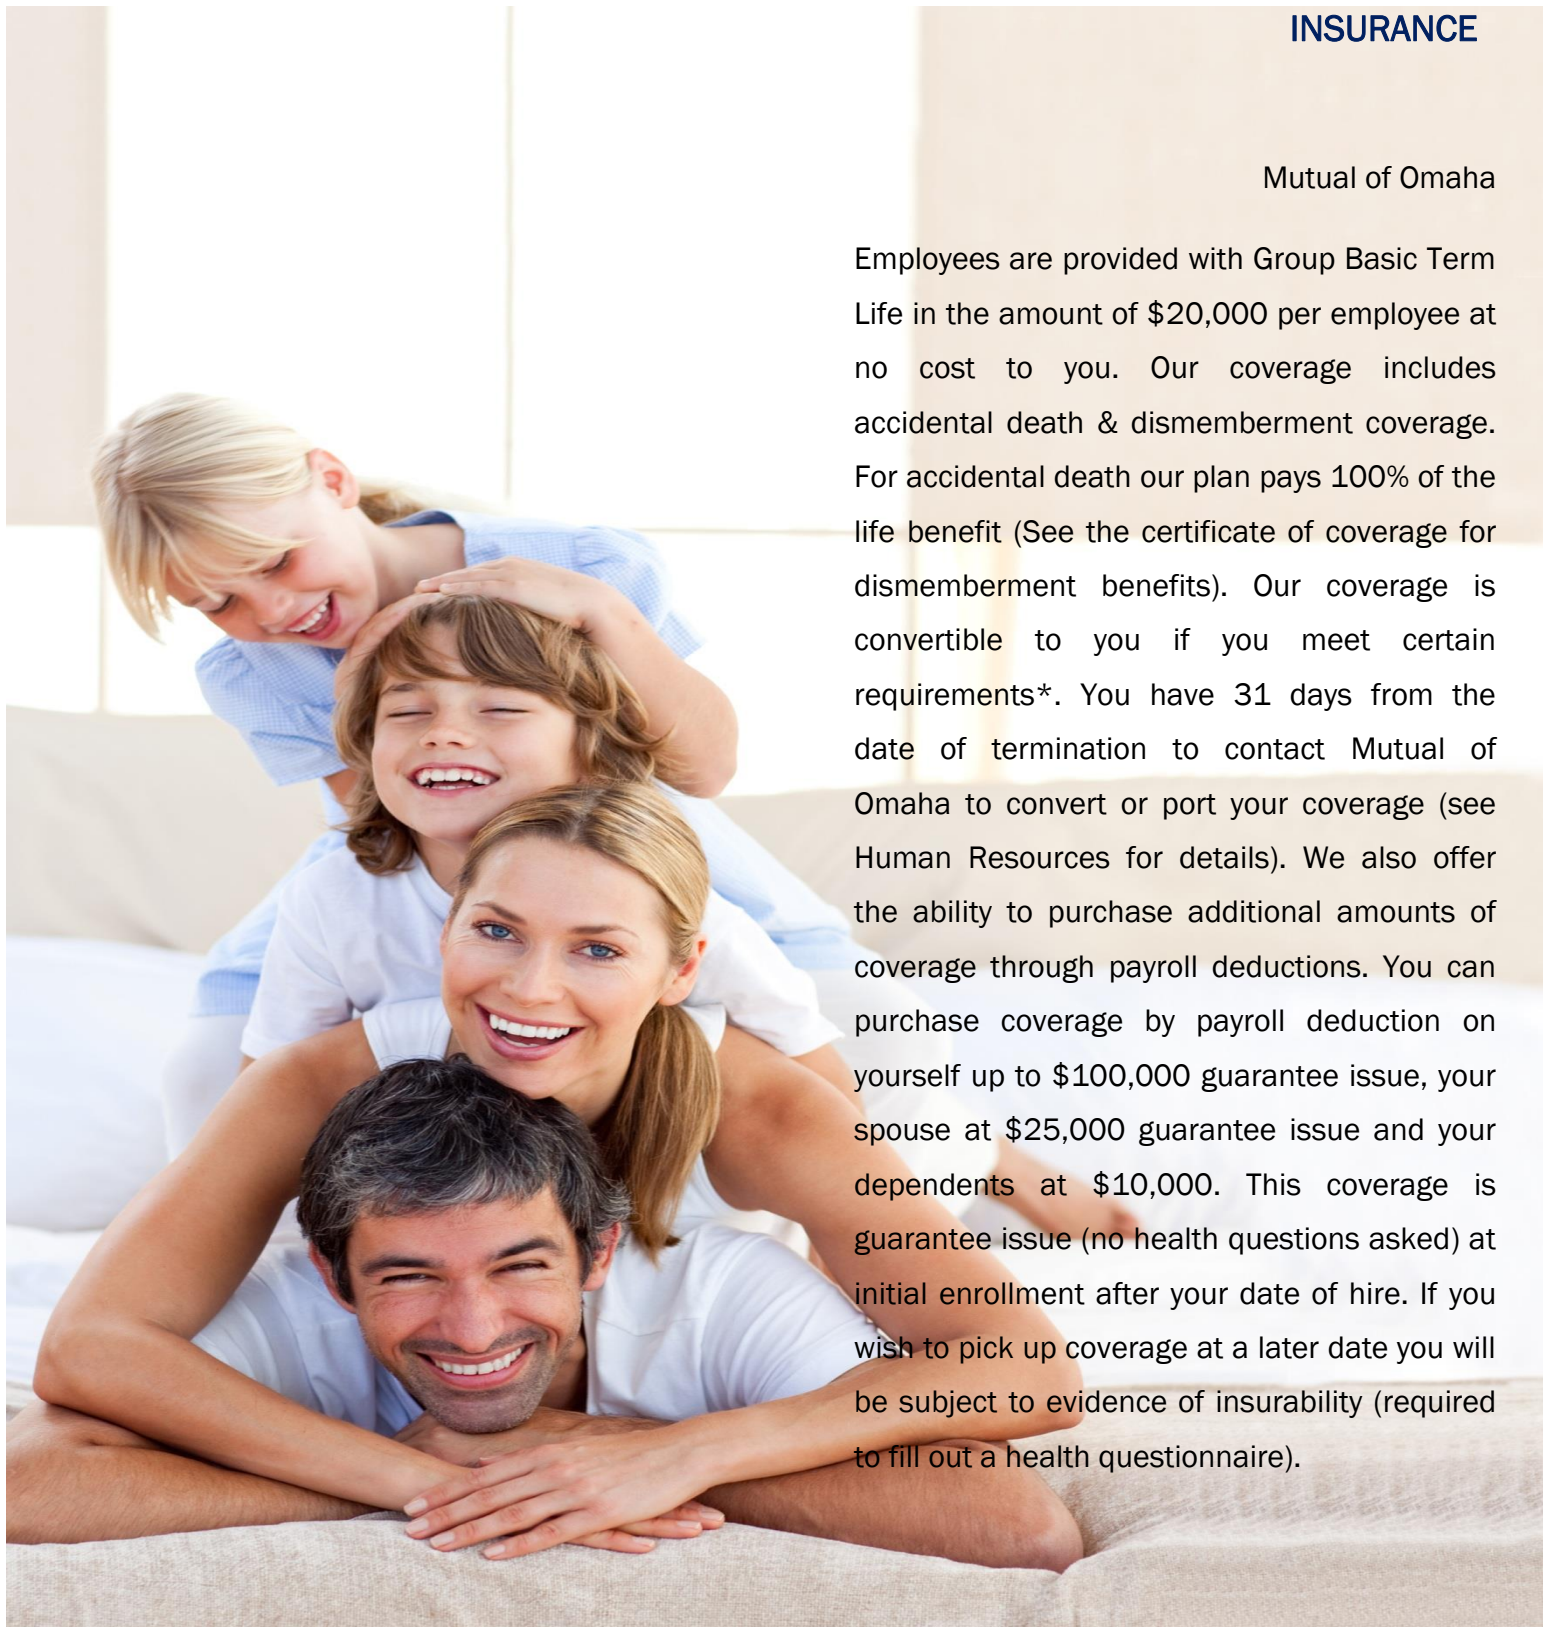 INSURANCE
Mutual of Omaha
Employees are provided with Group Basic Term
Life in the amount of $20,000 per employee at
no cost to you. Our coverage includes
accidental death & dismemberment coverage.
For accidental death our plan pays 100% of the
life benefit (See the certificate of coverage for
dismemberment benefits). Our coverage is
convertible to you if you meet certain
requirements*. You have 31 days from the
date of termination to contact Mutual of
Omaha to convert or port your coverage (see
Human Resources for details). We also offer
the ability to purchase additional amounts of
coverage through payroll deductions. You can
purchase coverage by payroll deduction on
yourself up to $100,000 guarantee issue, your
spouse at $25,000 guarantee issue and your
dependents at $10,000. This coverage is
guarantee issue (no health questions asked) at
initial enrollment after your date of hire. If you
wish to pick up coverage at a later date you will
be subject to evidence of insurability (required
to fill out a health questionnaire).